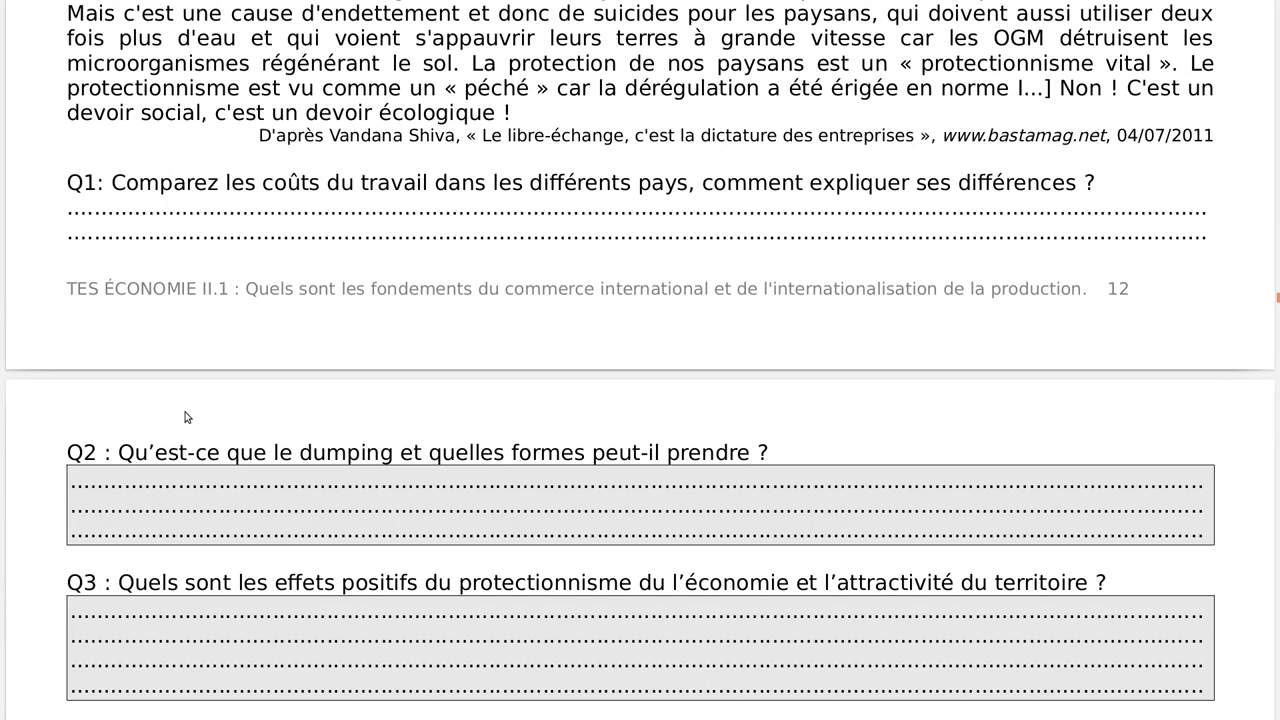 Mais c'est une cause d'endettement et donc de suicides pour les paysans, qui doivent aussi utiliser deux
fois plus d'eau et qui voient s'appauvrir leurs terres à grande vitesse car les OGM détruisent les
microorganismes régénérant le sol. La protection de nos paysans est un « protectionnisme vital ». Le
protectionnisme est vu comme un « péché » car la dérégulation a été érigée en norme I...] Non ! C'est un
devoir social, c'est un devoir écologique !
D'après Vandana Shiva, « Le libre-échange, c'est la dictature des entreprises », www.bastamag.net, 04/07/2011
Q1: Comparez les coûts du travail dans les différents pays, comment expliquer ses différences ?
TES ÉCONOMIE II.1 : Quels sont les fondements du commerce international et de l'internationalisation de la production. 12
Q2 : Qu’est-ce que le dumping et quelles formes peut-il prendre ?
Q3 : Quels sont les effets positifs du protectionnisme du l’économie et l’attractivité du territoire ?